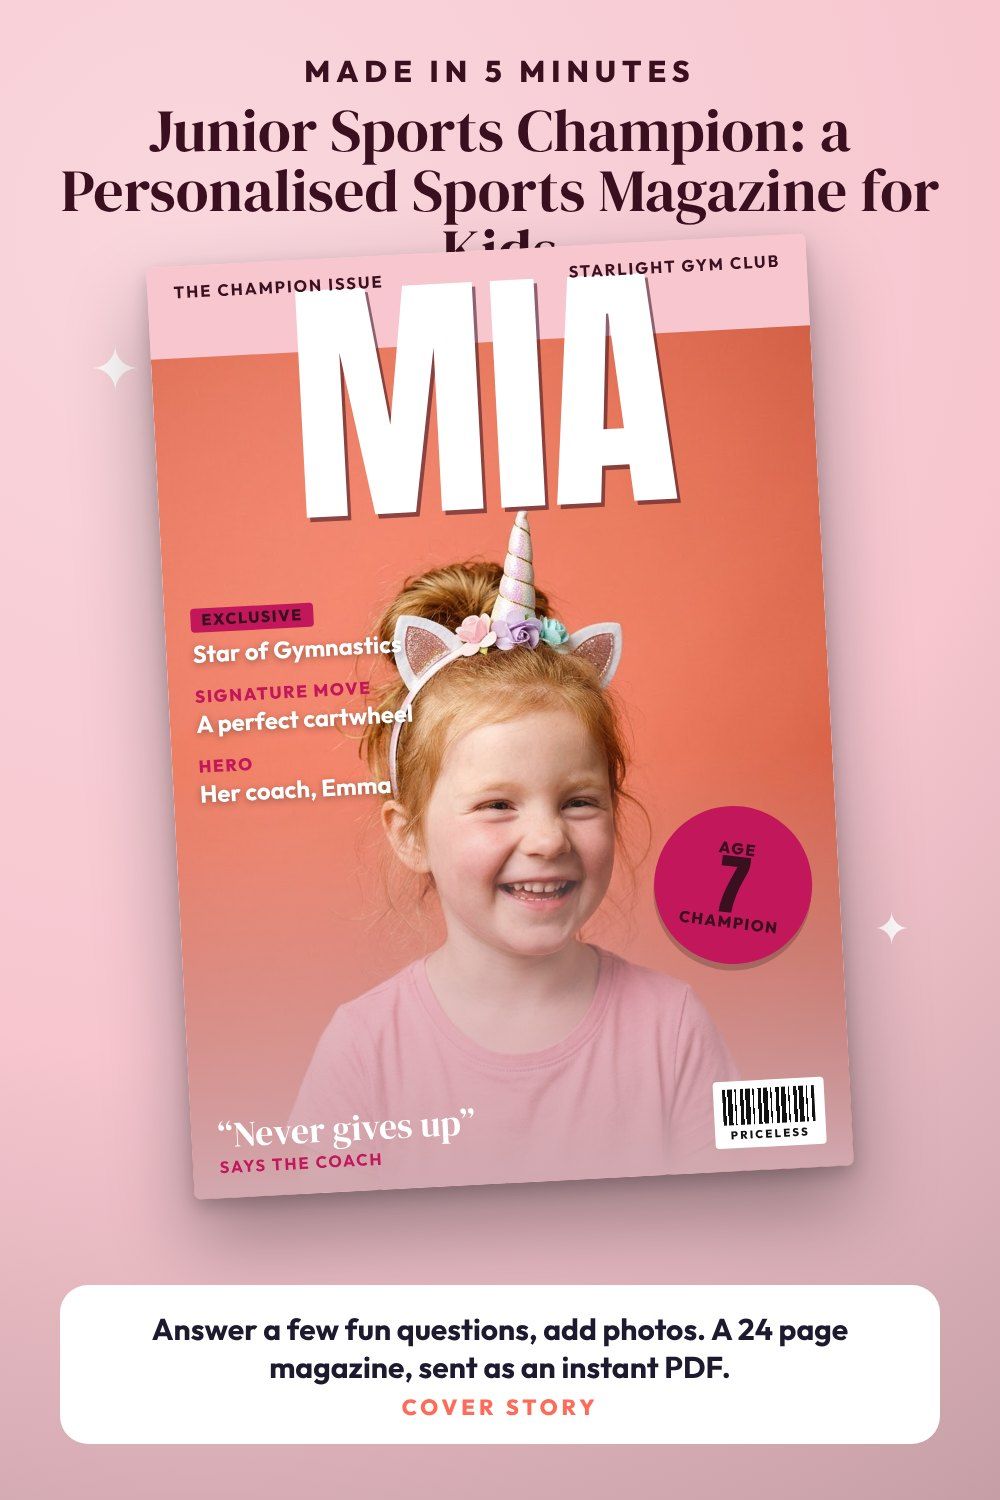 MADE IN 5 MINUTES
Junior Sports Champion: a
Personalised Sports Magazine for
Kids
THE CHAMPION ISSUE
STARLIGHT GYM CLUB
MIA
EXCLUSIVE
Star of Gymnastics
SIGNATURE MOVE
A perfect cartwheel
HERO
Her coach, Emma
AGE
7
CHAMPION
“Never gives up”
SAYS THE COACH
PRICELESS
Answer a few fun questions, add photos. A 24 page
magazine, sent as an instant PDF.
COVER STORY